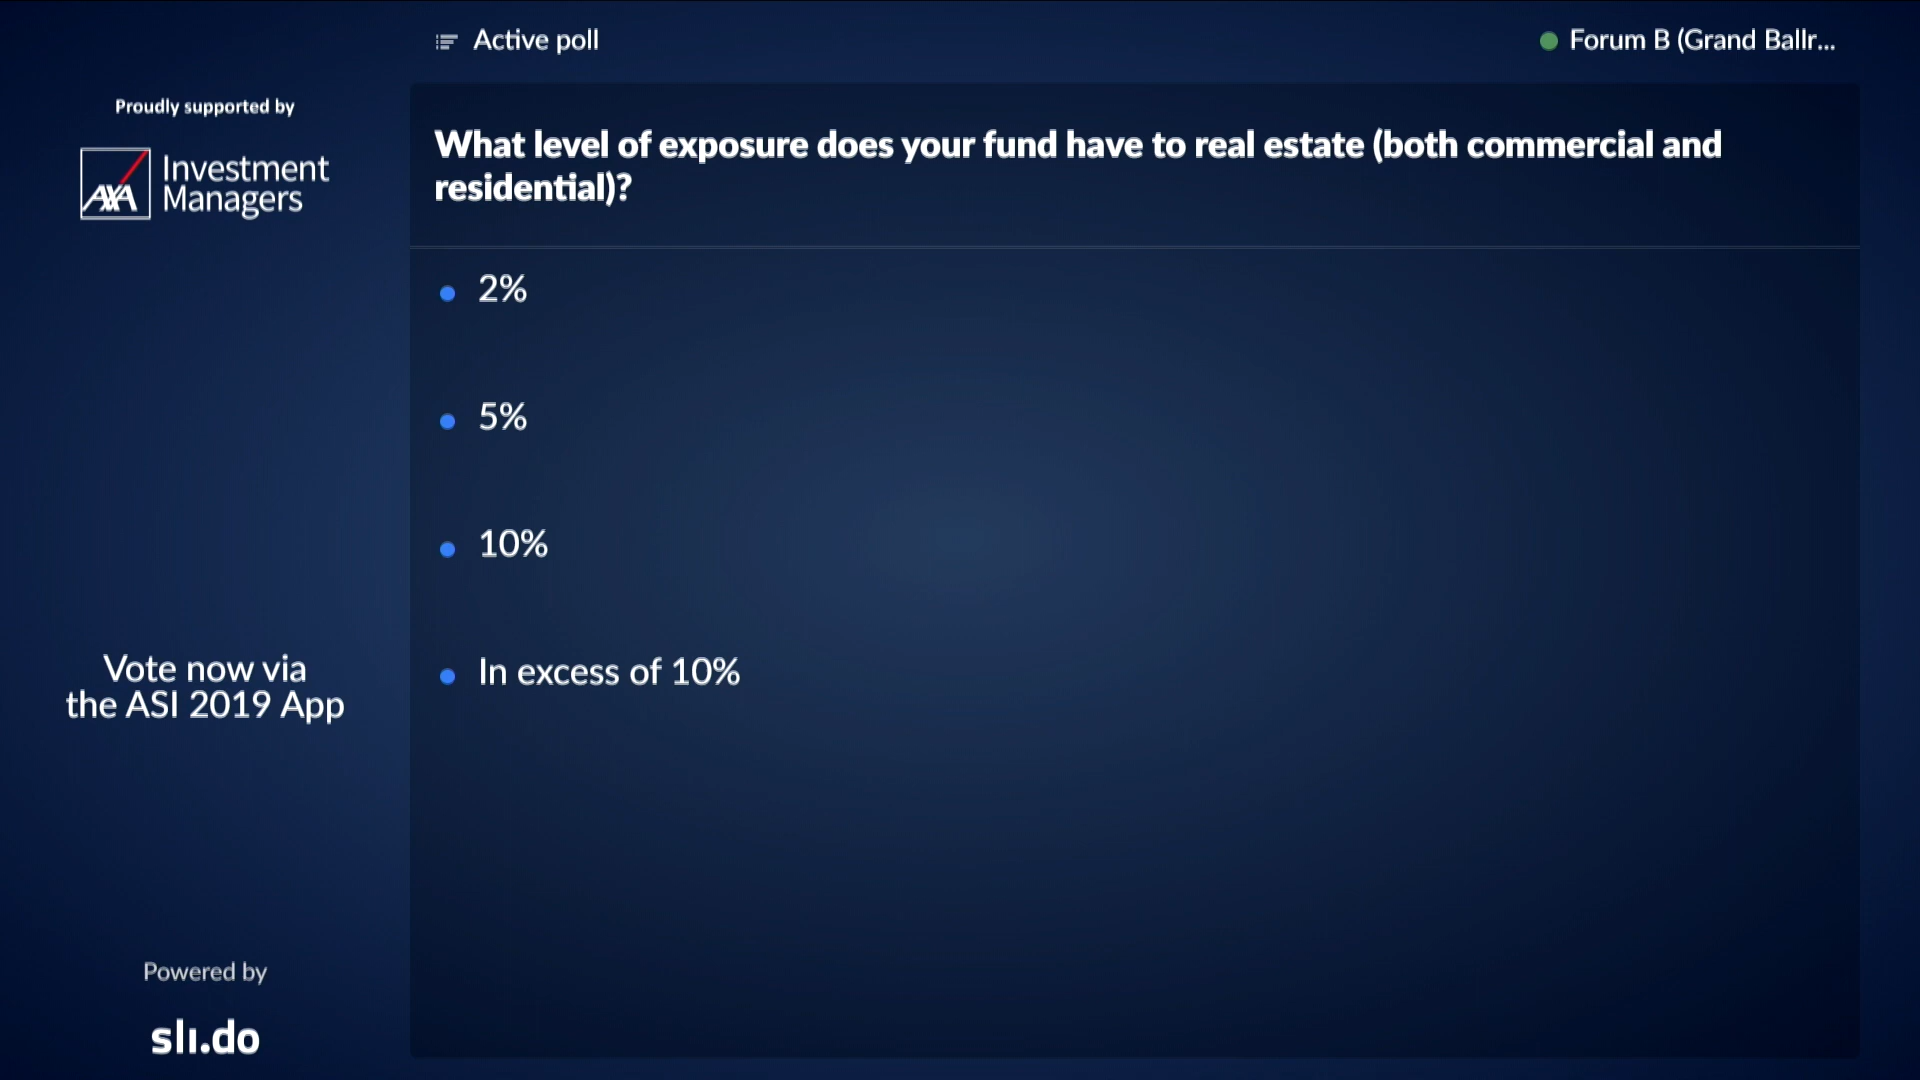 Active poll
Forum B (Grand Ballr...
Proudly supported by
AXA
Investment
Managers
What level of exposure does your fund have to real estate (both commercial and
residential)?
2%
5%
10%
In excess of 10%
Vote now via
the ASI 2019 App
Powered by
slı.do